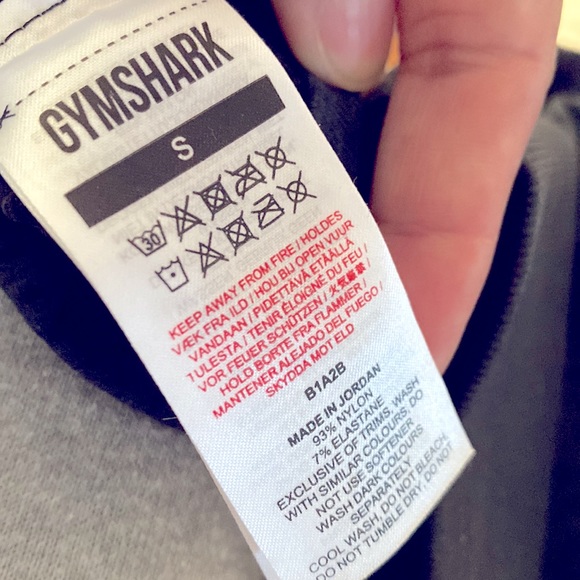 GYMSHARK
S
30
KEEP AWAY FROM FIRE / HOLDES
VÆK FRA ILD / HOU BIJ OPEN VUUR
VANDAAN / PIDETTÄVÄ ETÄÄLLÄ
TULESTA / TENIR ÉLOIGNÉ DU FEU /
VOR FEUER SCHÜTZEN / 火気厳禁 /
HOLD BORTE FRA FLAMMER /
MANTENER ALEJADO DEL FUEGO /
SKYDDA MOT ELD
B1A2B
MADE IN JORDAN
93% NYLON
7% ELASTANE
EXCLUSIVE OF TRIMS, WASH
WITH SIMILAR COLOURS, DO
NOT USE SOFTENER
WASH DARK COLOURS
SEPARATELY
COOL WASH, DO NOT BLEACH,
DO NOT TUMBLE DRY, DO NOT